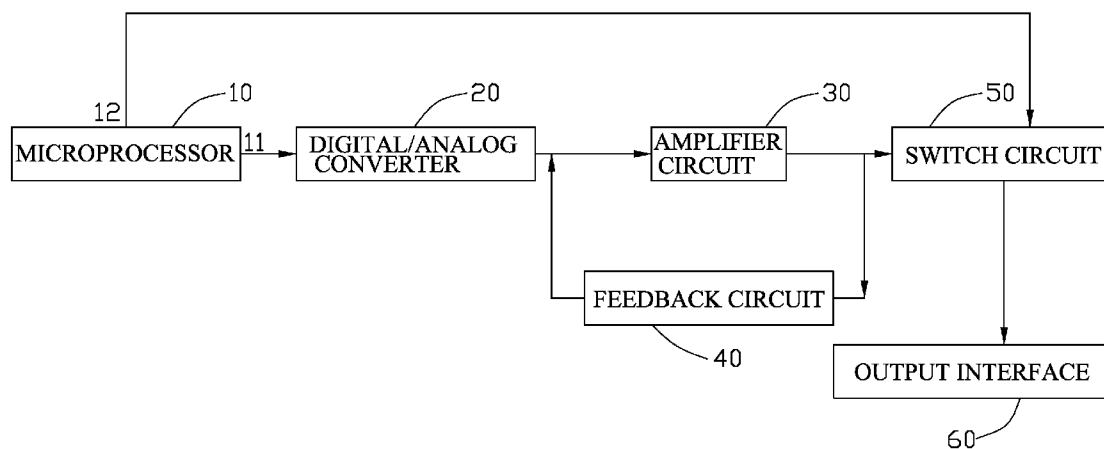 12
10
20
30
50
MICROPROCESSOR
11
DIGITAL/ANALOG
CONVERTER
AMPLIFIER
CIRCUIT
SWITCH CIRCUIT
FEEDBACK CIRCUIT
40
OUTPUT INTERFACE
60